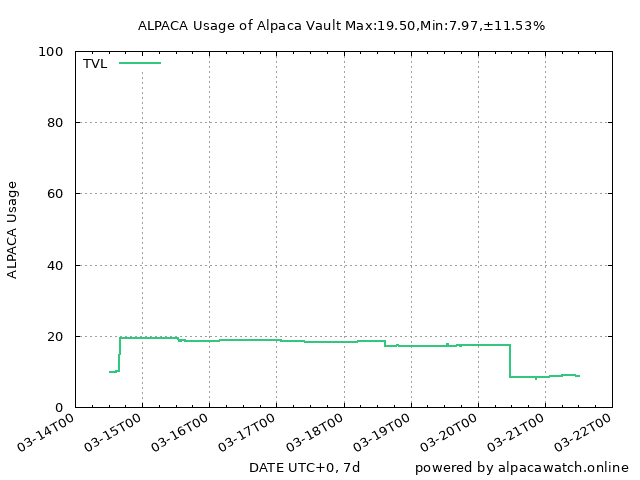 ALPACA Usage of Alpaca Vault Max:19.50,Min:7.97,±11.53%
100
TVL
80
60
ALPACA Usage
40
20
0
03-14T00 03-15T00 03-16T00 03-17T00 03-18T00 03-19T00 03-20T00 03-21T00 03-22T00
DATE UTC+0, 7d
powered by alpacawatch.online